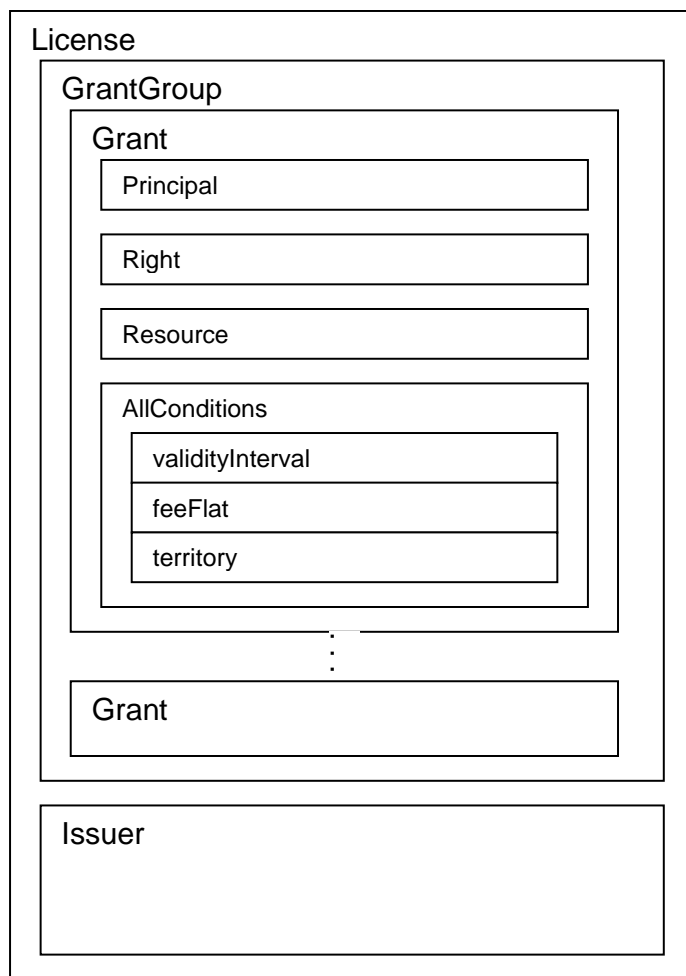 License
GrantGroup
Grant
Principal
Right
Resource
AllConditions
validityInterval
feeFlat
territory
.
.
.
Grant
Issuer